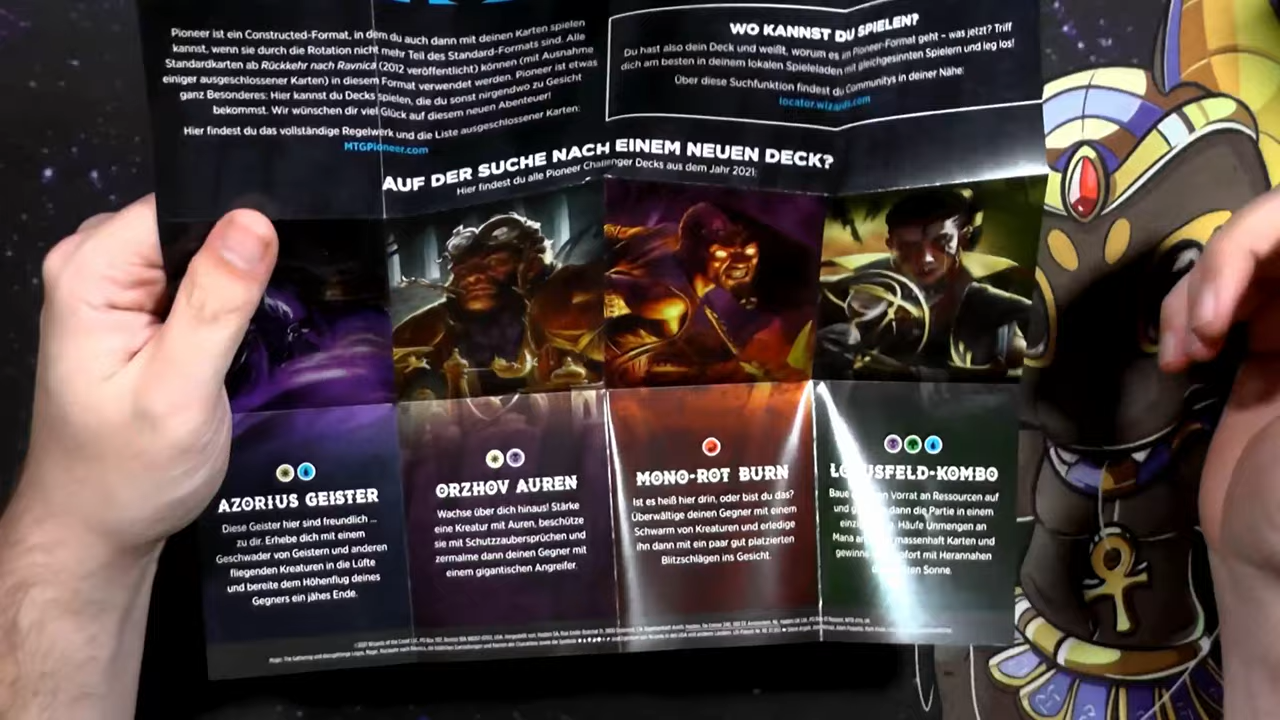 Pioneer ist ein Constructed-Format, in dem du auch dann mit deinen Karten spielen
kannst, wenn sie durch die Rotation nicht mehr Teil des Standard-Formats sind. Alle
Standardkarten ab Rückkehr nach Ravnica (2012 veröffentlicht) können (mit Ausnahme
einiger ausgeschlossener Karten) in diesem Format verwendet werden. Pioneer ist etwas
ganz Besonderes: Hier kannst du Decks spielen, die du sonst nirgendwo zu Gesicht
bekommst. Wir wünschen dir viel Glück auf diesem neuen Abenteuer!
Hier findest du das vollständige Regelwerk und die Liste ausgeschlossener Karten:
MTGPioneer.com
WO KANNST DU SPIELEN?
Du hast also dein Deck und weißt, worum es im Pioneer-Format geht – was jetzt? Triff
dich am besten in deinem lokalen Spieleladen mit gleichgesinnten Spielern und leg los!
Über diese Suchfunktion findest du Communitys in deiner Nähe:
locator.wizards.com
AUF DER SUCHE NACH EINEM NEUEN DECK?
Hier findest du alle Pioneer Challenger Decks aus dem Jahr 2021:
AZORIUS GEISTER
Diese Geister hier sind freundlich ...
zu dir. Erhebe dich mit einem
Geschwader von Geistern und anderen
fliegenden Kreaturen in die Lüfte
und bereite dem Höhenflug deines
Gegners ein jähes Ende.
ORZHOV AUREN
Wachse über dich hinaus! Stärke
eine Kreatur mit Auren, beschütze
sie mit Schutzzaubersprüchen und
zermalme dann deinen Gegner mit
einem gigantischen Angreifer.
MONO-ROT BURN
Ist es heiß hier drin, oder bist du das?
Überwältige deinen Gegner mit einem
Schwarm von Kreaturen und erledige
ihn dann mit ein paar gut platzierten
Blitzschlägen ins Gesicht.
LOTUSFELD-KOMBO
Baue Vorrat an Ressourcen auf
und dann die Partie in einem
Häufe Unmengen an
Mana massenhaft Karten und
gewinne sofort mit Herannahen
Sonne.